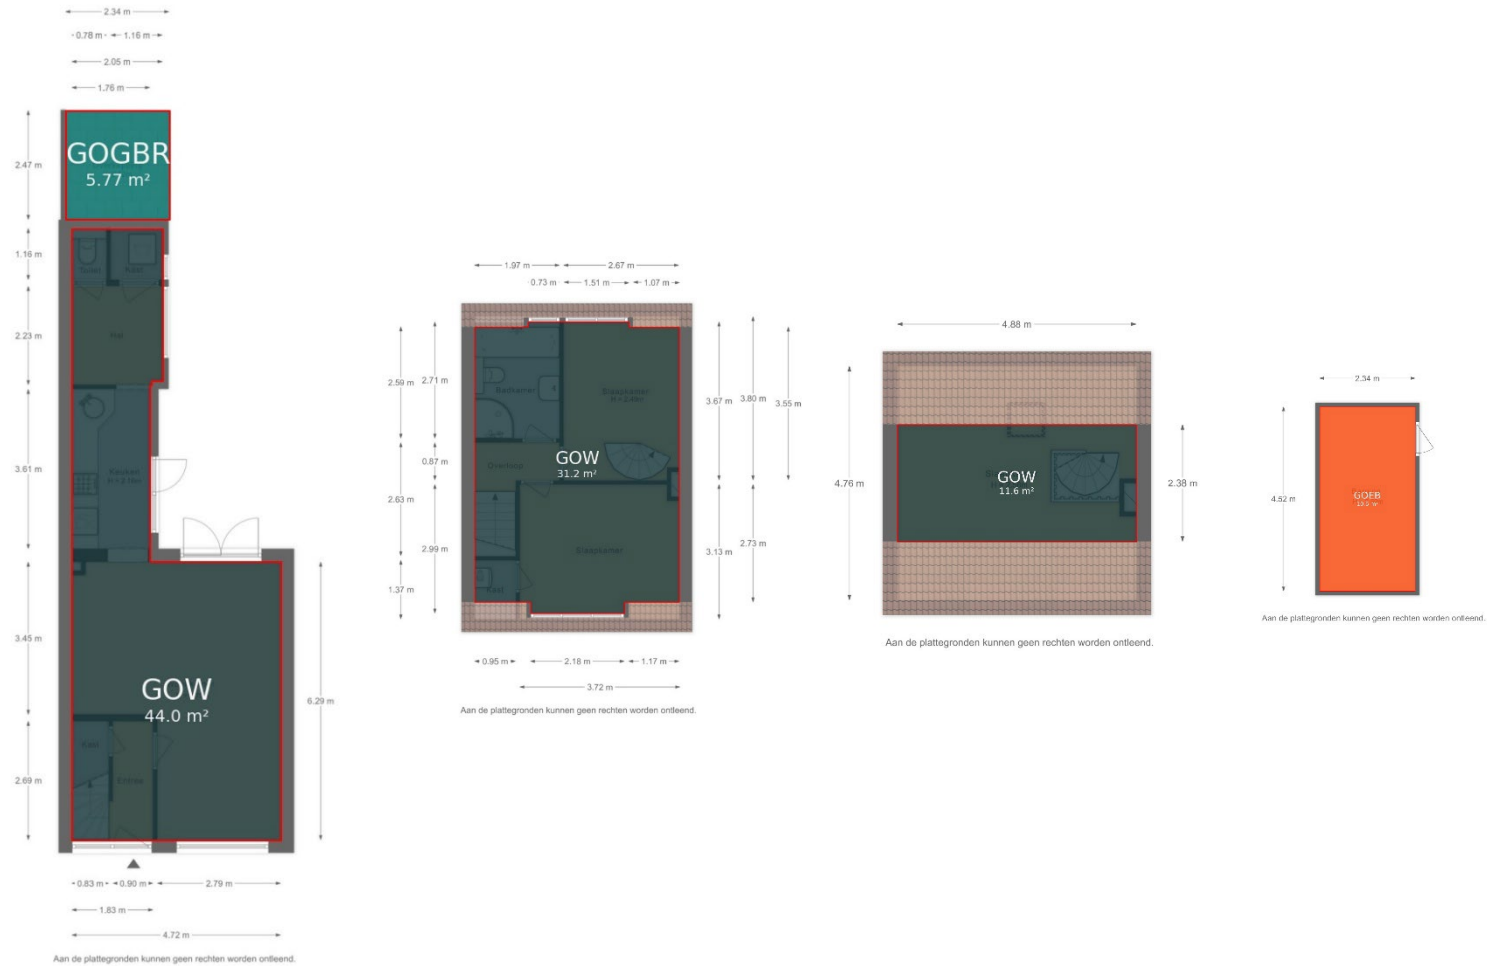 2.34 m
0.78 m
1.16 m
2.05 m
1.76 m
2.47 m
GOGBR
5.77 m²
1.16 m
Toilet
Kast
2.23 m
Hal
3.61 m
Keuken
3.45 m
GOW
44.0 m²
6.29 m
2.69 m
Kast
Entree
0.83 m
0.90 m
2.79 m
1.83 m
4.72 m
Aan de plattegronden kunnen geen rechten worden ontleend.
1.97 m
2.67 m
0.73 m
1.51 m
1.07 m
2.59 m
2.71 m
Badkamer
Slaapkamer
3.67 m
3.80 m
3.55 m
0.87 m
Overloop
GOW
31.2 m²
2.63 m
2.99 m
Slaapkamer
3.13 m
2.73 m
1.37 m
Kast
0.95 m
2.18 m
1.17 m
3.72 m
Aan de plattegronden kunnen geen rechten worden ontleend.
4.88 m
4.76 m
GOW
11.6 m²
2.38 m
Aan de plattegronden kunnen geen rechten worden ontleend.
2.34 m
4.52 m
GOEB
Aan de plattegronden kunnen geen rechten worden ontleend.